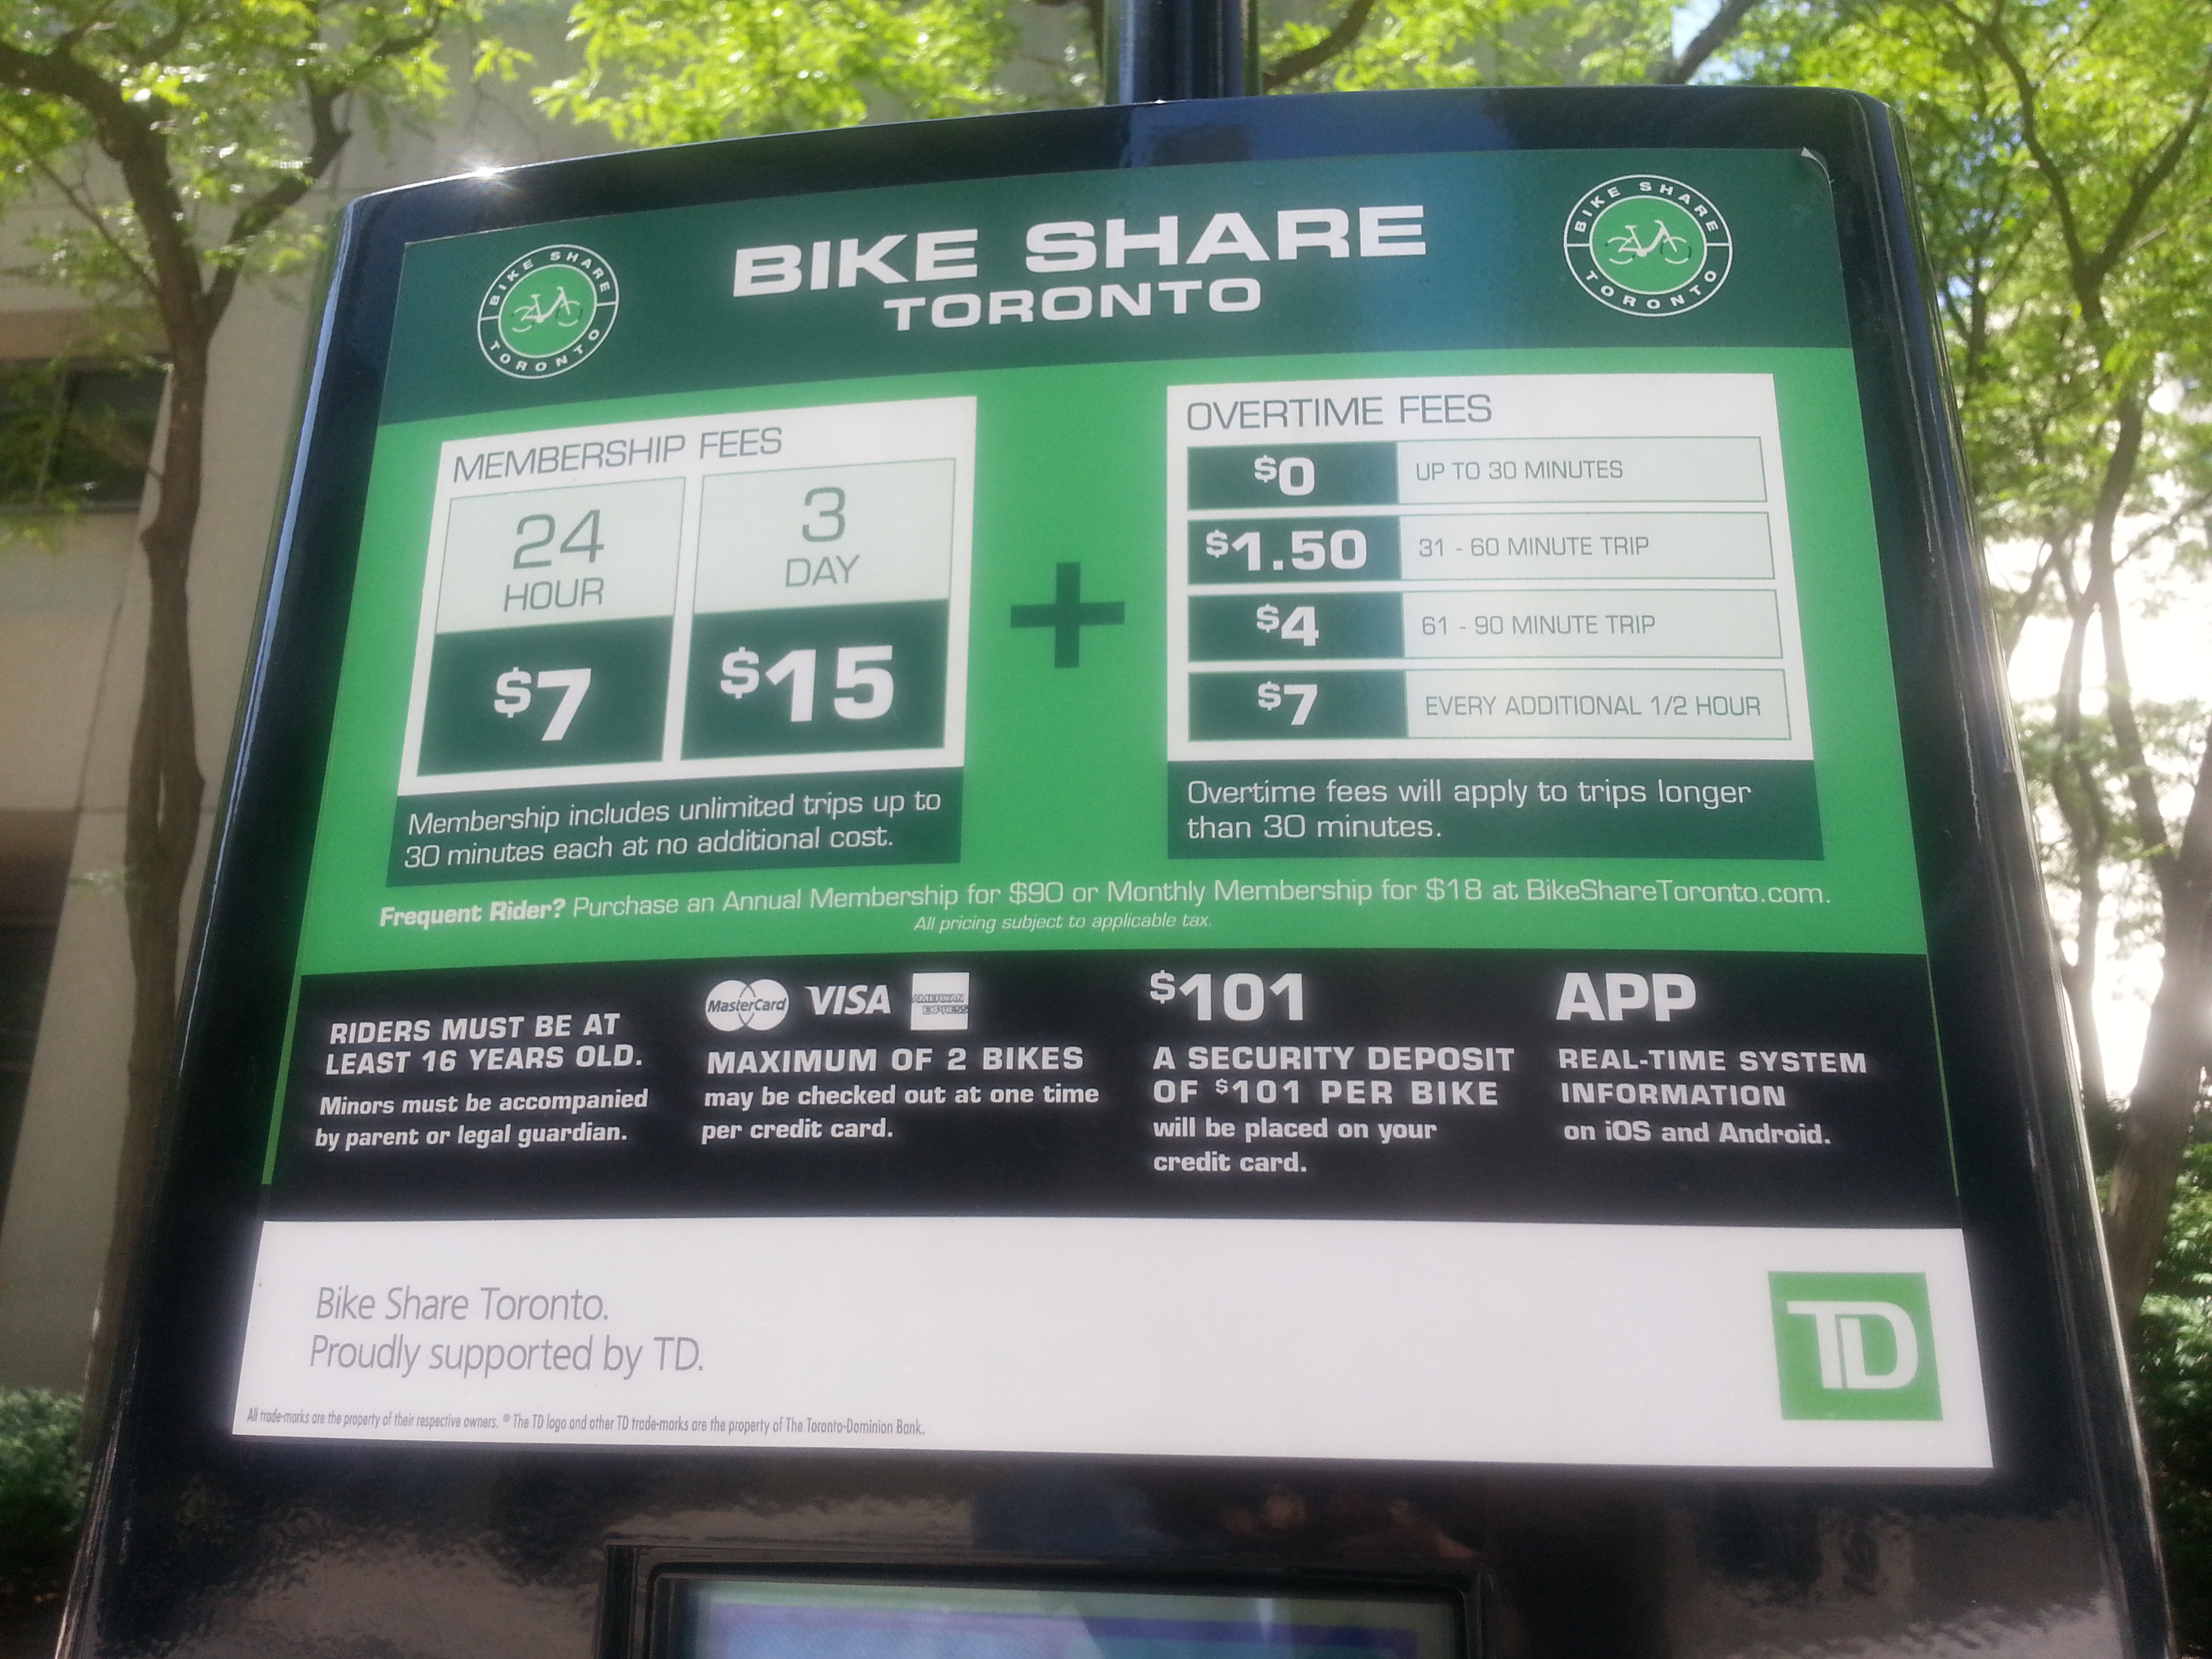 BIKE SHARE
TORONTO
BIKE SHARE
TORONTO
BIKE SHARE
TORONTO
MEMBERSHIP FEES
24
HOUR
$7
3
DAY
$15
Membership includes unlimited trips up to
30 minutes each at no additional cost.
+
OVERTIME FEES
$0 UP TO 30 MINUTES
$1.50 31 - 60 MINUTE TRIP
$4 61 - 90 MINUTE TRIP
$7 EVERY ADDITIONAL 1/2 HOUR
Overtime fees will apply to trips longer
than 30 minutes.
Frequent Rider? Purchase an Annual Membership for $90 or Monthly Membership for $18 at BikeShareToronto.com.
All pricing subject to applicable tax.
RIDERS MUST BE AT
LEAST 16 YEARS OLD.
Minors must be accompanied
by parent or legal guardian.
MasterCard VISA AMERICAN EXPRESS
MAXIMUM OF 2 BIKES
may be checked out at one time
per credit card.
$101
A SECURITY DEPOSIT
OF $101 PER BIKE
will be placed on your
credit card.
APP
REAL-TIME SYSTEM
INFORMATION
on iOS and Android.
Bike Share Toronto.
Proudly supported by TD.
TD
All trade-marks are the property of their respective owners. ® The TD logo and other TD trade-marks are the property of The Toronto-Dominion Bank.